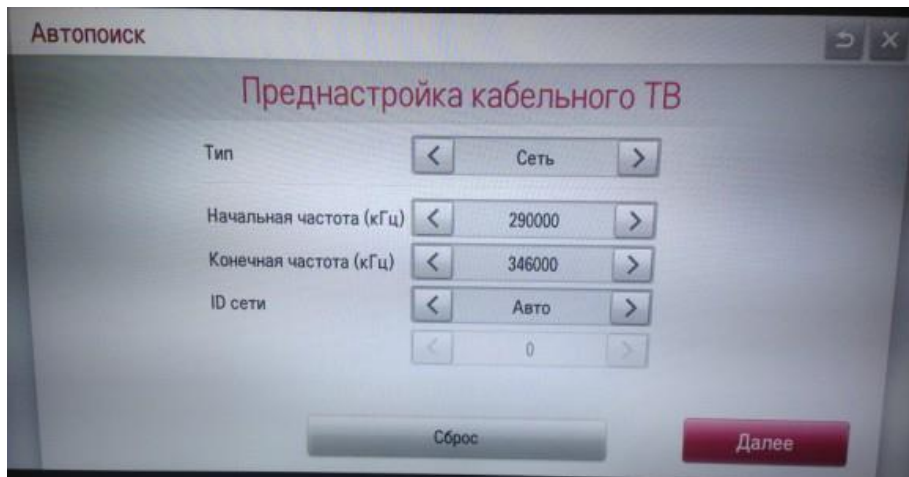 Автопоиск
Преднастройка кабельного ТВ
Тип
Сеть
Начальная частота (кГц)
290000
Конечная частота (кГц)
346000
ID сети
Авто
0
Сброс
Далее